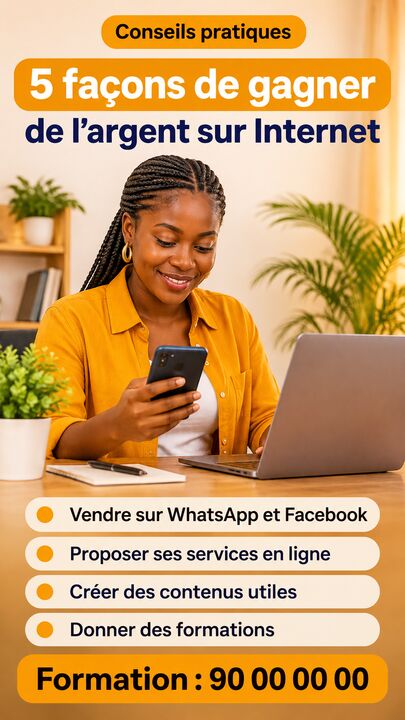 Conseils pratiques
5 façons de gagner
de l’argent sur Internet
Vendre sur WhatsApp et Facebook
Proposer ses services en ligne
Créer des contenus utiles
Donner des formations
Formation : 90 00 00 00